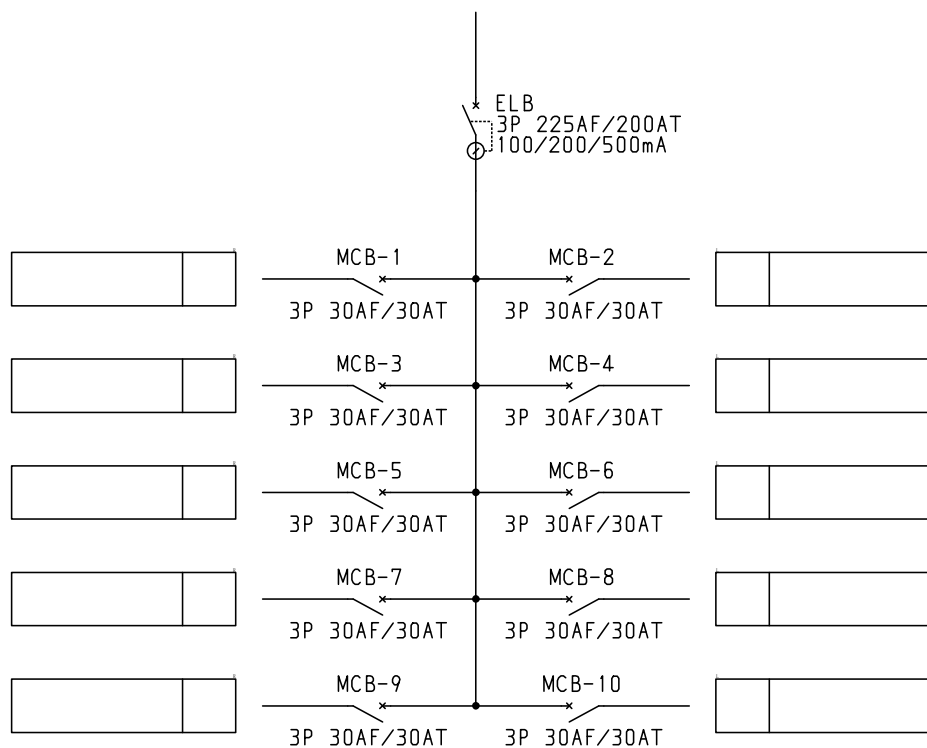 ELB
3P 225AF/200AT
100/200/500mA
MCB-1
MCB-2
3P 30AF/30AT
3P 30AF/30AT
MCB-3
MCB-4
3P 30AF/30AT
3P 30AF/30AT
MCB-5
MCB-6
3P 30AF/30AT
3P 30AF/30AT
MCB-7
MCB-8
3P 30AF/30AT
3P 30AF/30AT
MCB-9
MCB-10
3P 30AF/30AT
3P 30AF/30AT